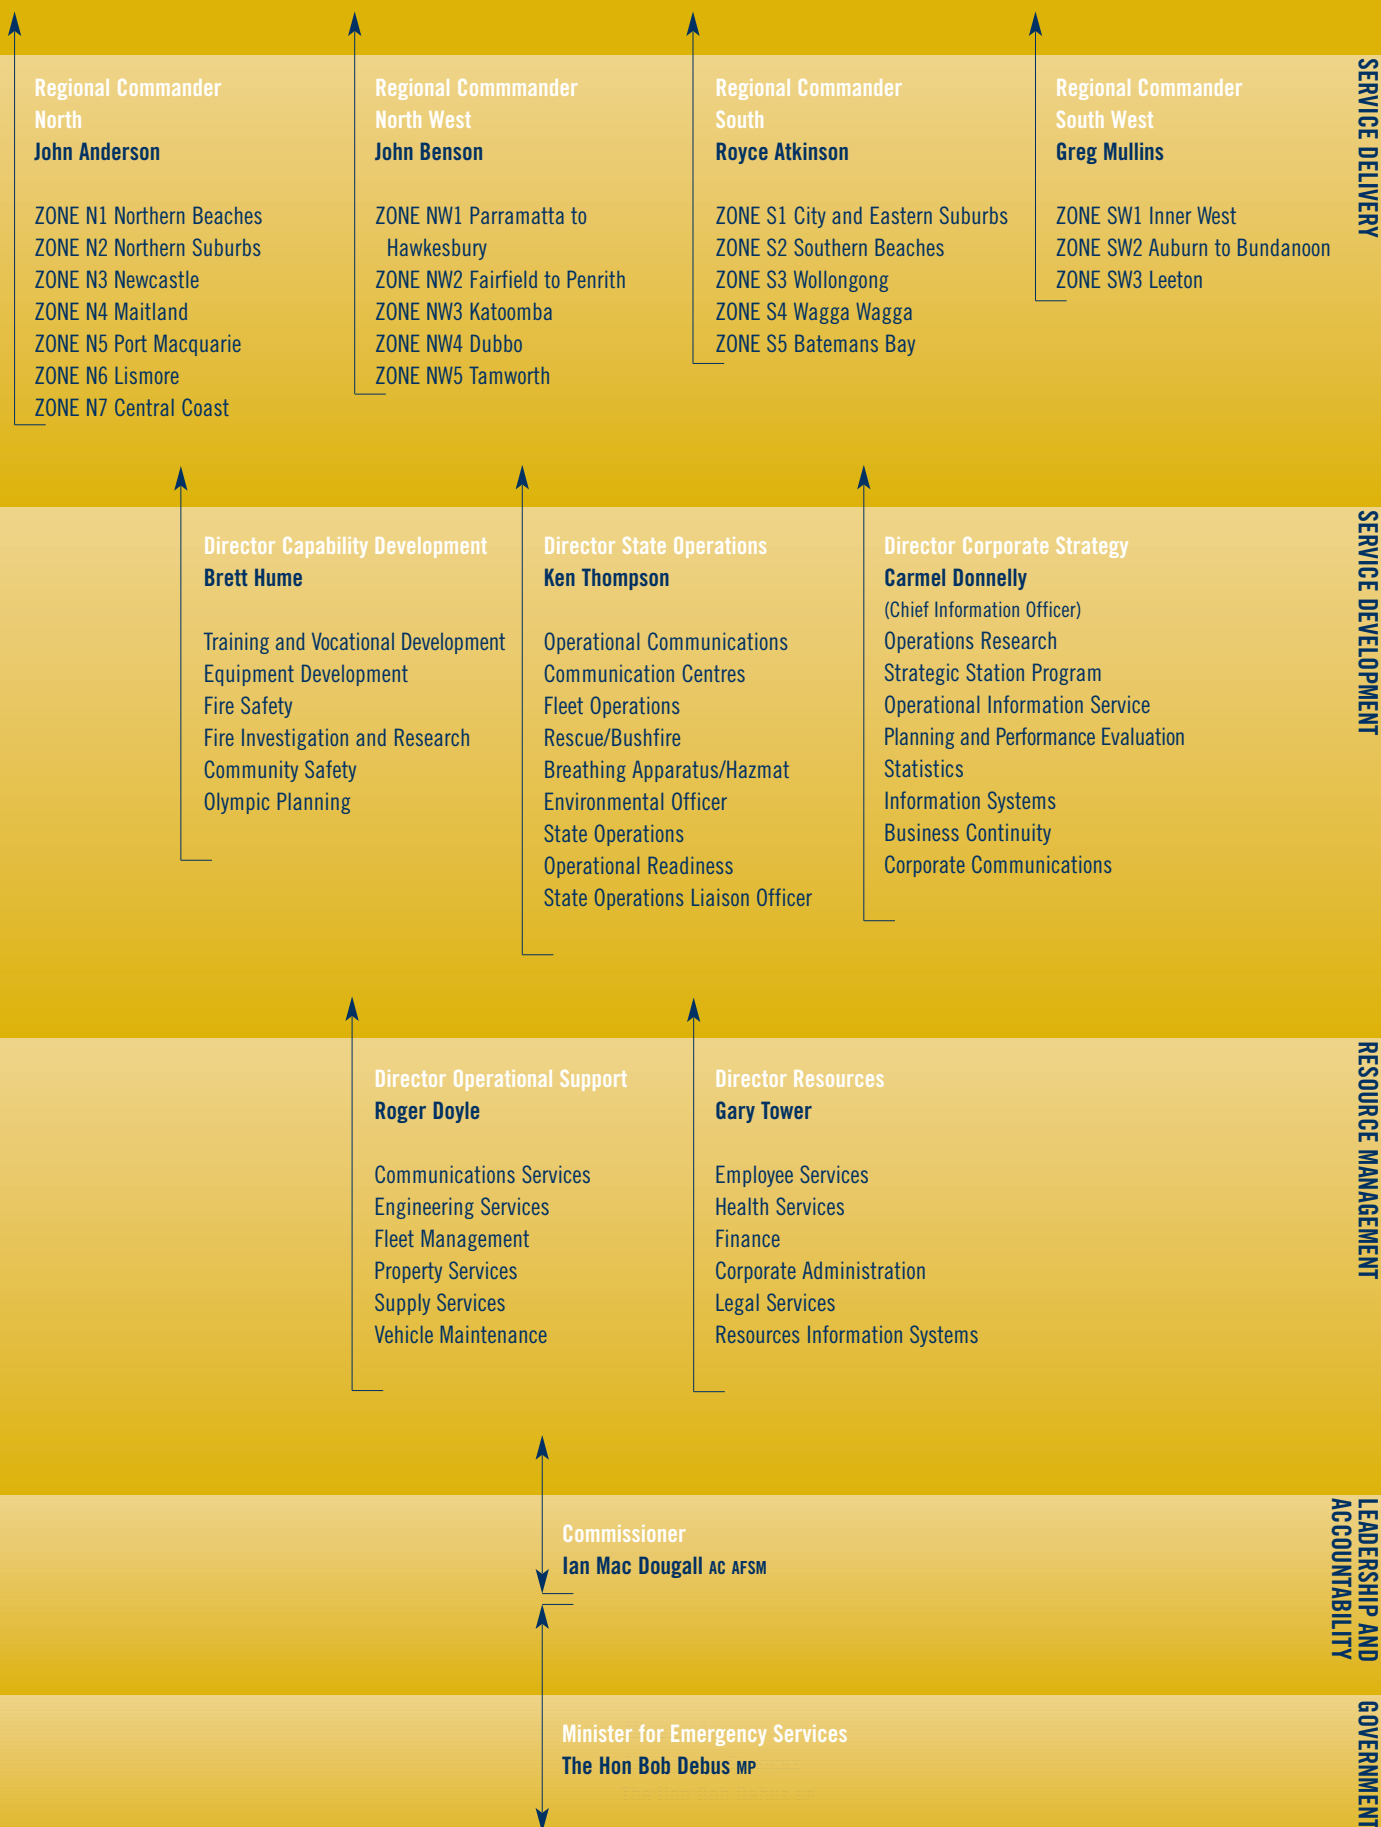 SERVICE DELIVERY
Regional Commander
North
John Anderson
ZONE N1 Northern Beaches
ZONE N2 Northern Suburbs
ZONE N3 Newcastle
ZONE N4 Maitland
ZONE N5 Port Macquarie
ZONE N6 Lismore
ZONE N7 Central Coast
Regional Commmander
North West
John Benson
ZONE NW1 Parramatta to
Hawkesbury
ZONE NW2 Fairfield to Penrith
ZONE NW3 Katoomba
ZONE NW4 Dubbo
ZONE NW5 Tamworth
Regional Commander
South
Royce Atkinson
ZONE S1 City and Eastern Suburbs
ZONE S2 Southern Beaches
ZONE S3 Wollongong
ZONE S4 Wagga Wagga
ZONE S5 Batemans Bay
Regional Commander
South West
Greg Mullins
ZONE SW1 Inner West
ZONE SW2 Auburn to Bundanoon
ZONE SW3 Leeton
SERVICE DEVELOPMENT
Director Capability Development
Brett Hume
Training and Vocational Development
Equipment Development
Fire Safety
Fire Investigation and Research
Community Safety
Olympic Planning
Director State Operations
Ken Thompson
Operational Communications
Communication Centres
Fleet Operations
Rescue/Bushfire
Breathing Apparatus/Hazmat
Environmental Officer
State Operations
Operational Readiness
State Operations Liaison Officer
Director Corporate Strategy
Carmel Donnelly
(Chief Information Officer)
Operations Research
Strategic Station Program
Operational Information Service
Planning and Performance Evaluation
Statistics
Information Systems
Business Continuity
Corporate Communications
RESOURCE MANAGEMENT
Director Operational Support
Roger Doyle
Communications Services
Engineering Services
Fleet Management
Property Services
Supply Services
Vehicle Maintenance
Director Resources
Gary Tower
Employee Services
Health Services
Finance
Corporate Administration
Legal Services
Resources Information Systems
LEADERSHIP AND
ACCOUNTABILITY
Commissioner
Ian Mac Dougall AC AFSM
GOVERNMENT
Minister for Emergency Services
The Hon Bob Debus MP